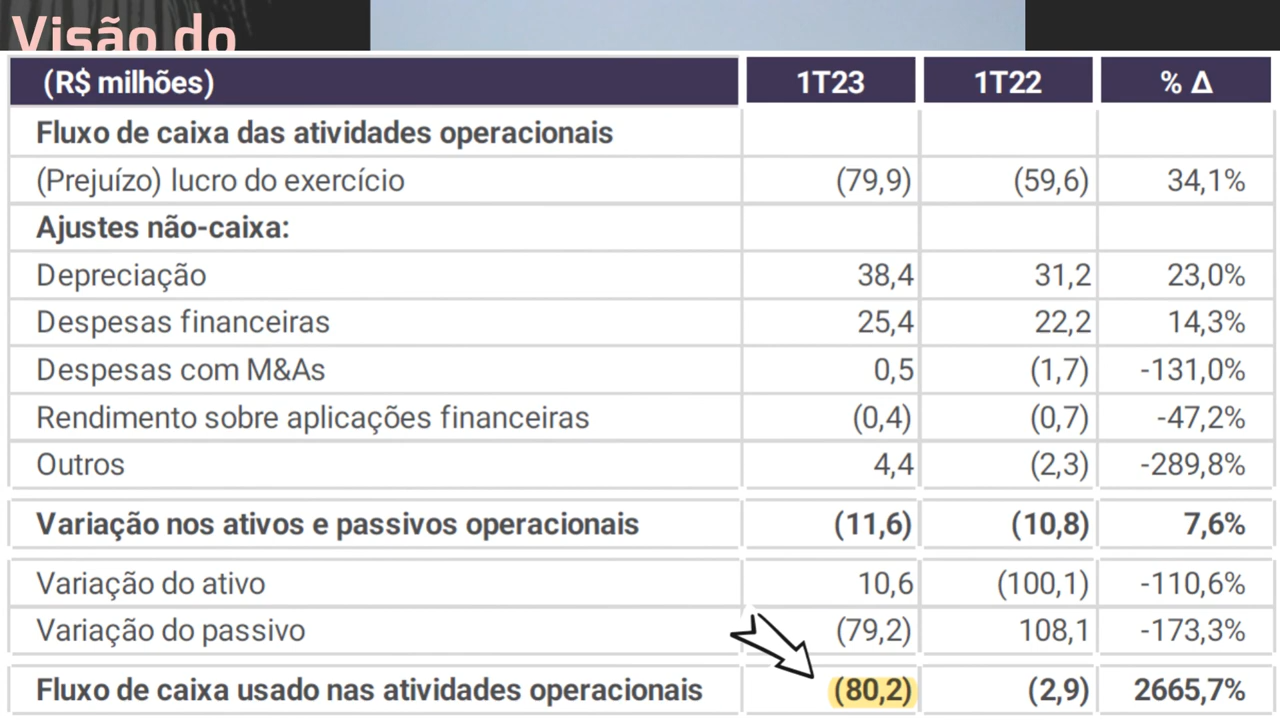 Visão do
(R$ milhões) 1T23 1T22 % Δ
Fluxo de caixa das atividades operacionais
(Prejuízo) lucro do exercício (79,9) (59,6) 34,1%
Ajustes não-caixa:
Depreciação 38,4 31,2 23,0%
Despesas financeiras 25,4 22,2 14,3%
Despesas com M&As 0,5 (1,7) -131,0%
Rendimento sobre aplicações financeiras (0,4) (0,7) -47,2%
Outros 4,4 (2,3) -289,8%
Variação nos ativos e passivos operacionais (11,6) (10,8) 7,6%
Variação do ativo 10,6 (100,1) -110,6%
Variação do passivo (79,2) 108,1 -173,3%
Fluxo de caixa usado nas atividades operacionais (80,2) (2,9) 2665,7%